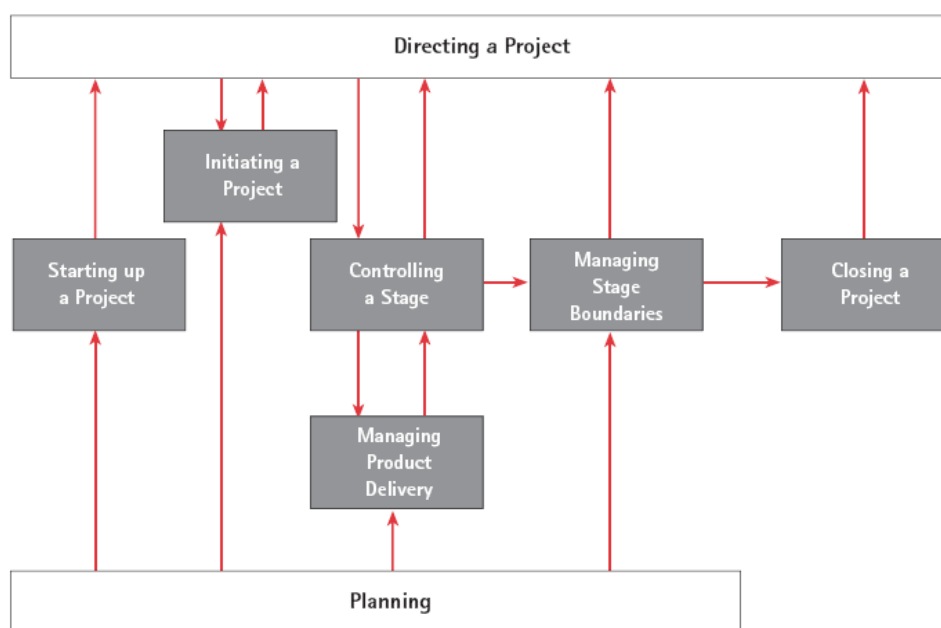 Directing a Project
Initiating a
Project
Starting up
a Project
Controlling
a Stage
Managing
Stage
Boundaries
Closing a
Project
Managing
Product
Delivery
Planning